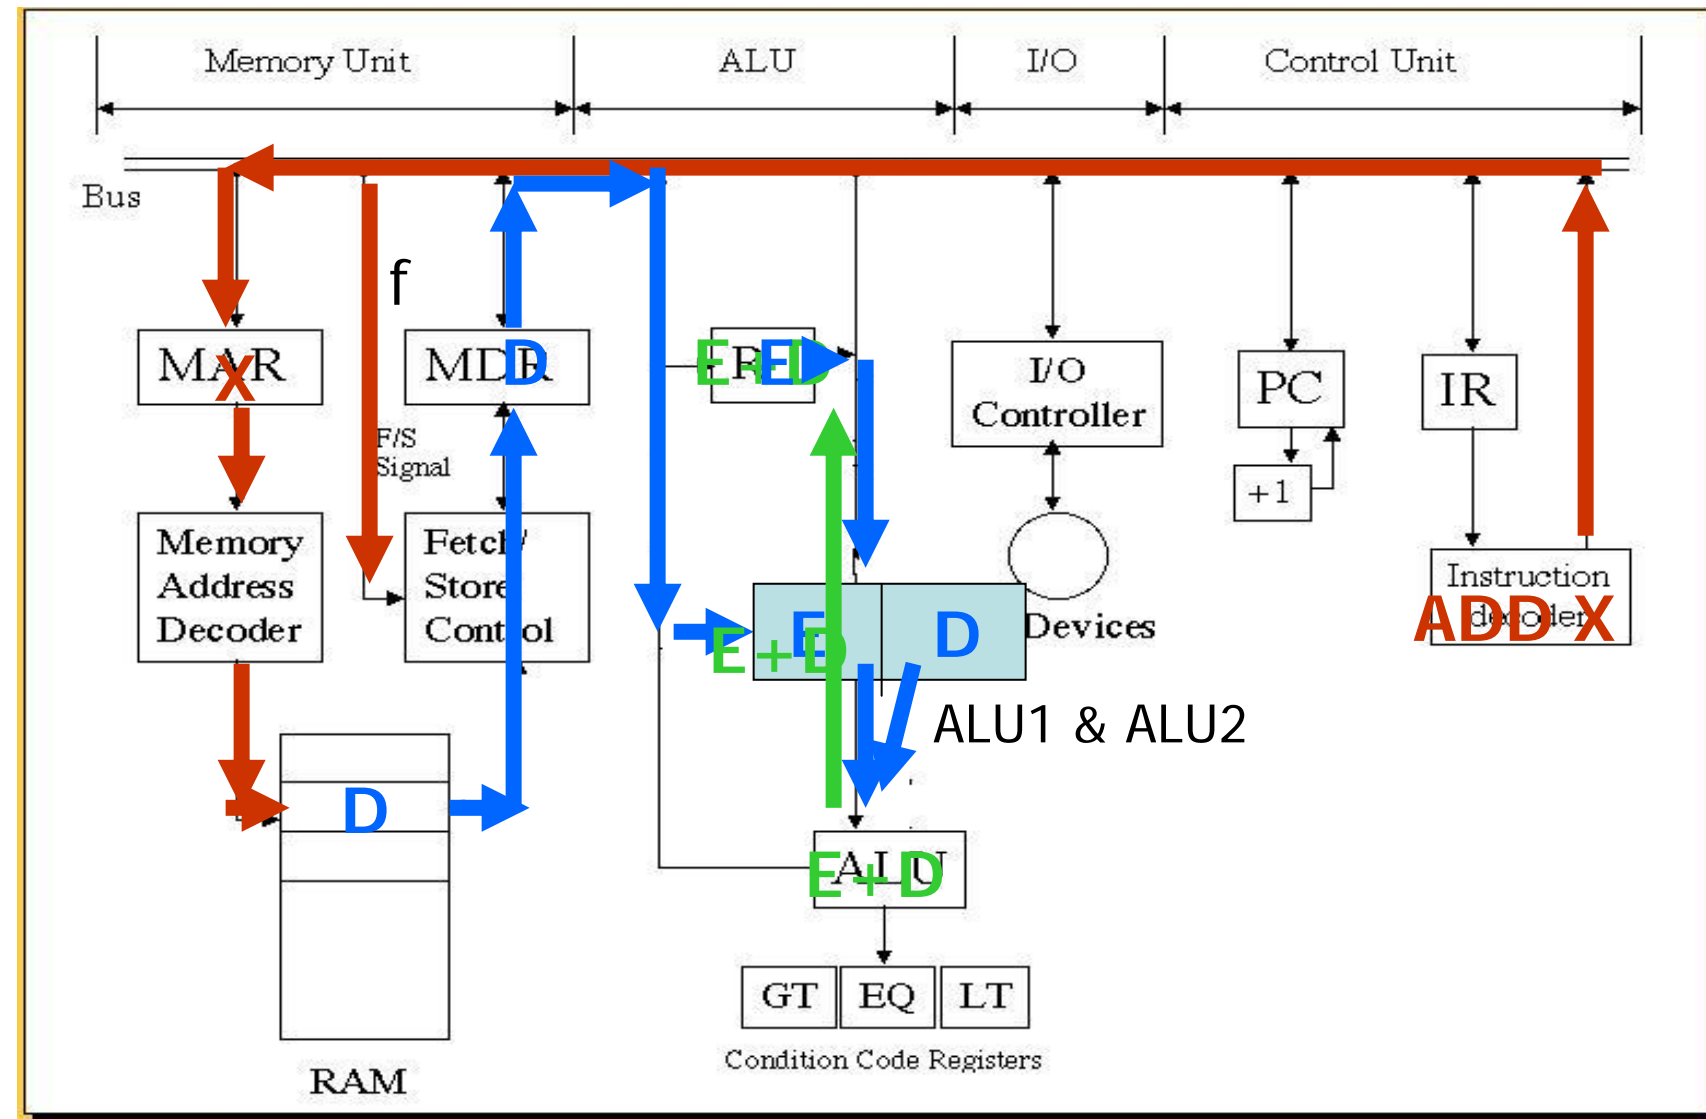 Memory Unit
ALU
I/O
Control Unit
Bus
f
MAR
X
MDR
D
R
E+D
E
I/O
Controller
PC
IR
F/S
Signal
+1
Memory
Address
Decoder
Fetch/
Store
Control
E
D
E+D
Devices
Instruction
decoder
ADD X
ALU1 & ALU2
D
ALU
E+D
GT
EQ
LT
Condition Code Registers
RAM